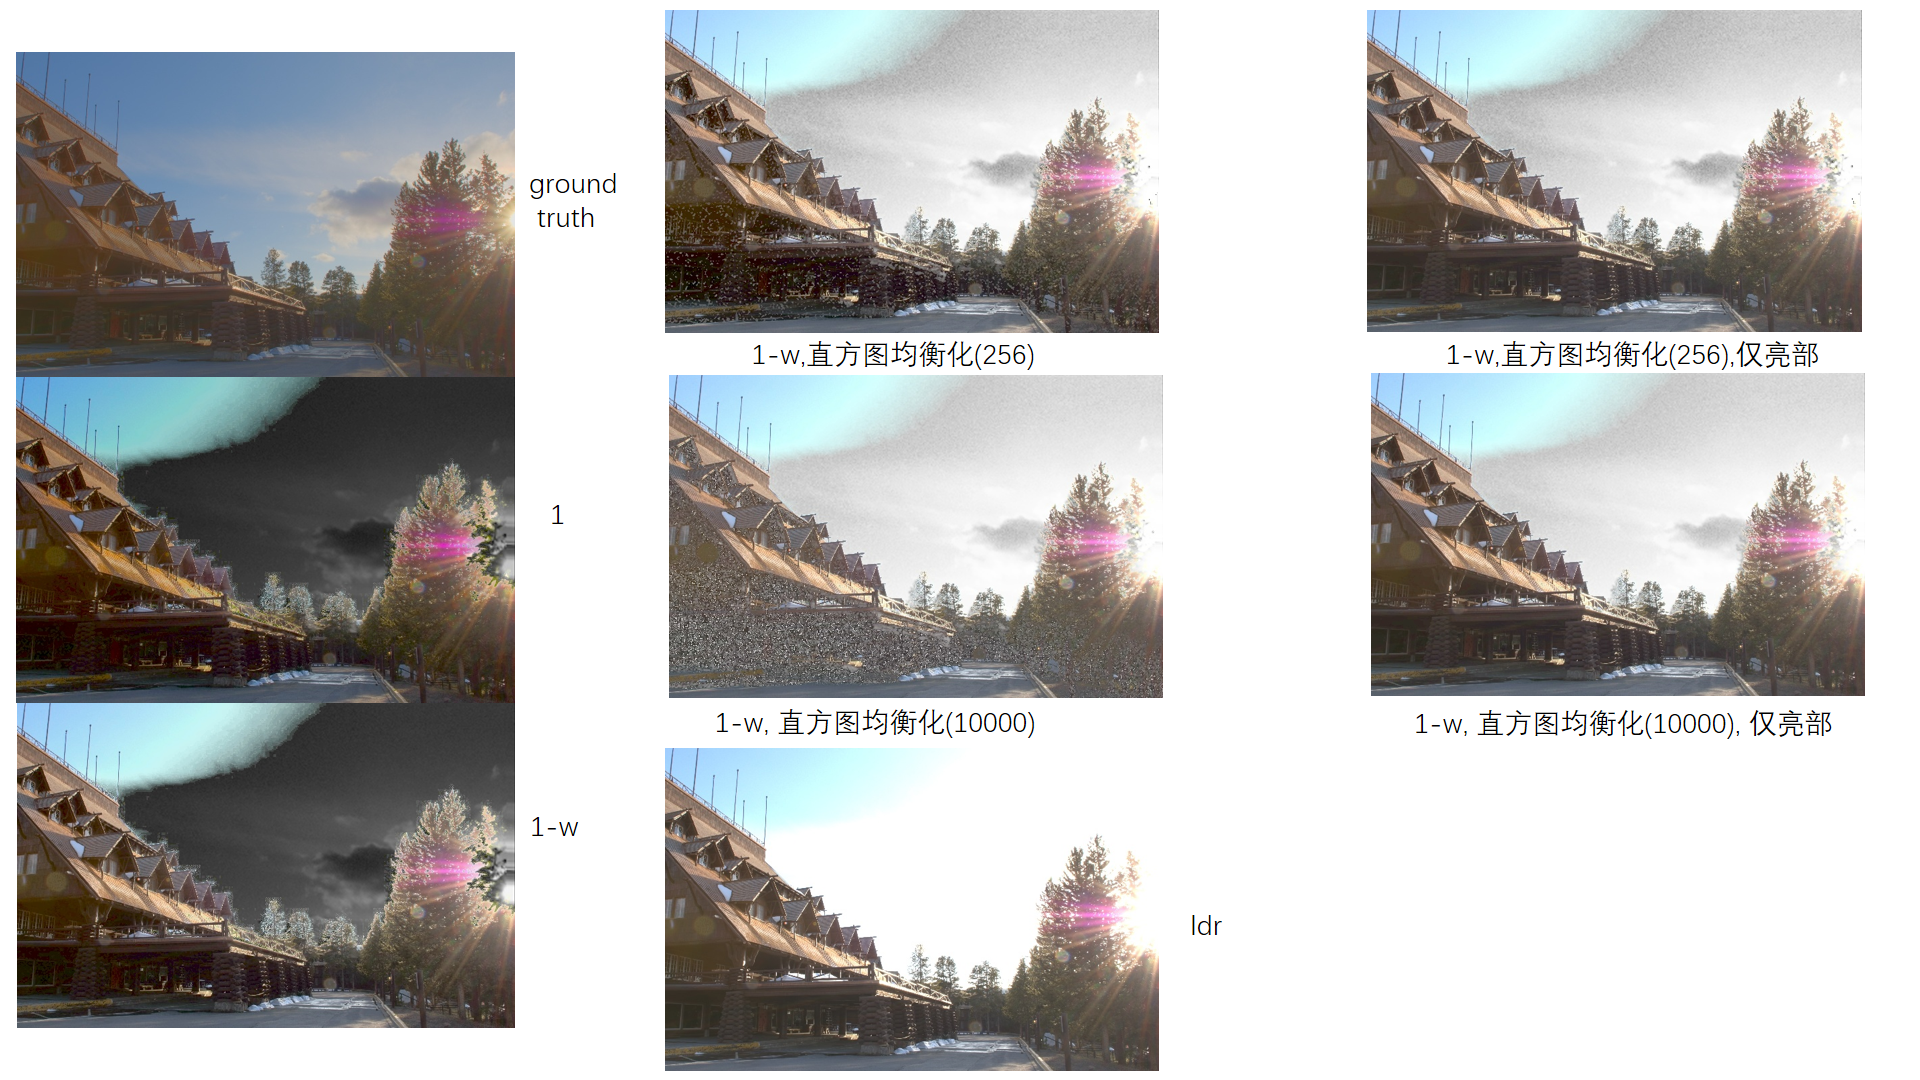 ground
truth
1
1-w
1-w,直方图均衡化(256)
1-w, 直方图均衡化(10000)
ldr
1-w,直方图均衡化(256),仅亮部
1-w, 直方图均衡化(10000), 仅亮部